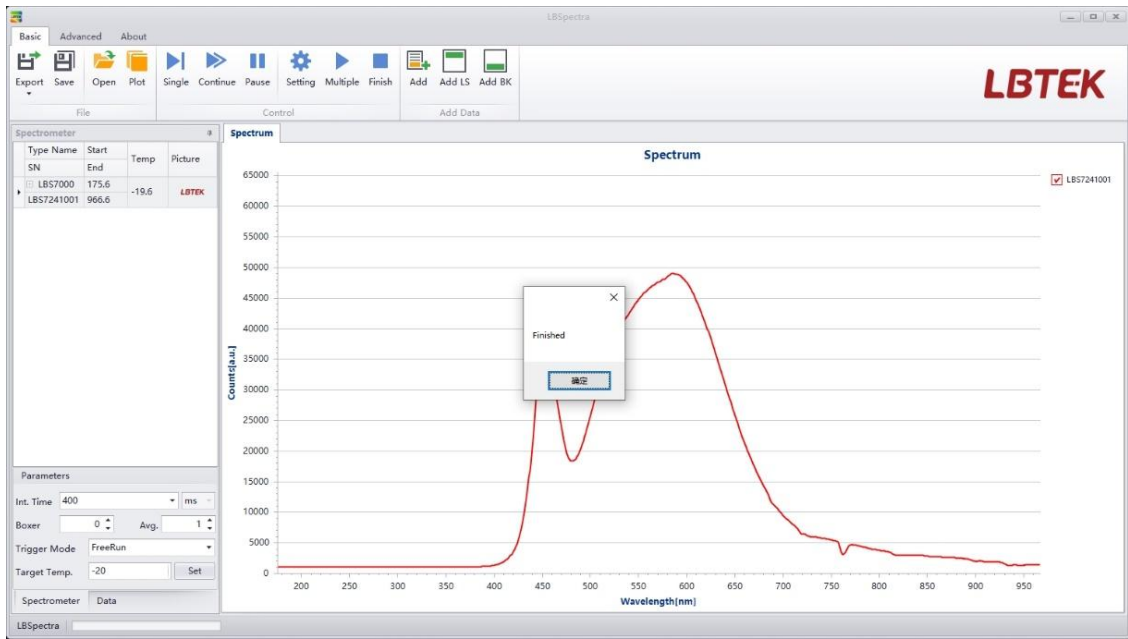 LBSpectra
Basic Advanced About
Export Save Open Plot Single Continue Pause Setting Multiple Finish Add Add LS Add BK
File Control Add Data
LBTEK
Spectrometer
Type Name Start Temp Picture
SN End
LBS7000 175.6 -19.6 LBTEK
LBS7241001 966.6
Spectrum
Spectrum
LBS7241001
65000
60000
55000
50000
45000
40000
35000
30000
25000
20000
15000
10000
5000
0
Counts[a.u.]
200 250 300 350 400 450 500 550 600 650 700 750 800 850 900 950
Wavelength[nm]
Finished
确定
Parameters
Int. Time 400 ms
Boxer 0 Avg. 1
Trigger Mode FreeRun
Target Temp. -20 Set
Spectrometer Data
LBSpectra